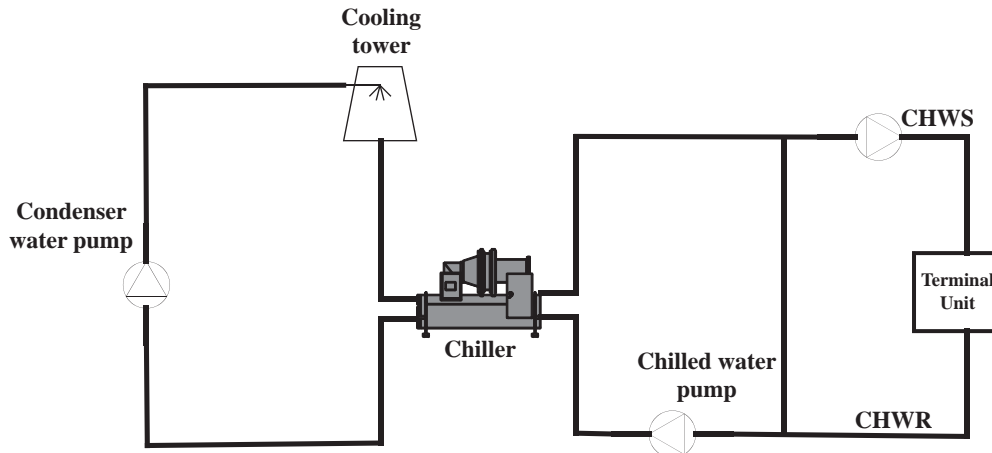 Cooling
tower
CHWS
Condenser
water pump
Terminal
Unit
Chiller
Chilled water
pump
CHWR